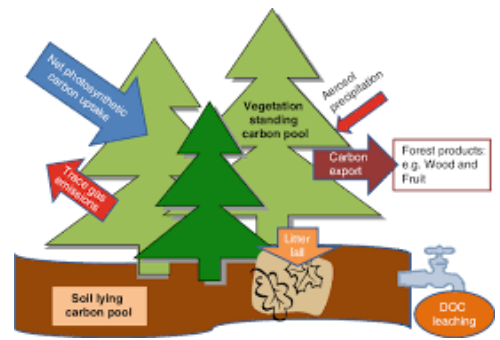 Net photosynthetic
carbon uptake
Vegetation
standing
carbon pool
Aerosol
precipitation
Trace gas
emissions
Carbon
export
Forest products:
e.g. Wood and
Fruit
Litter
fall
Soil lying
carbon pool
DOC
leaching